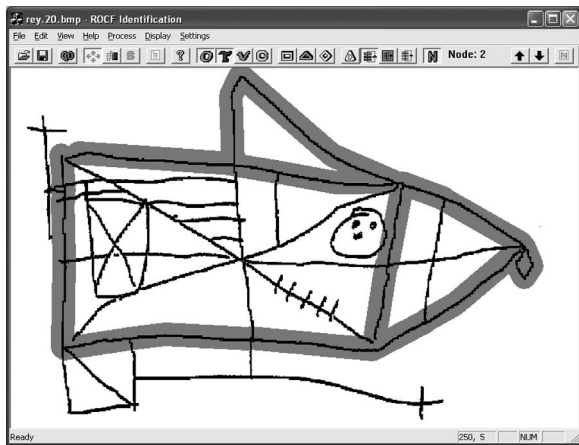 rey.20.bmp - ROCF Identification
File Edit View Help Process Display Settings
? N Node: 2 N
Ready 250, 5 NUM